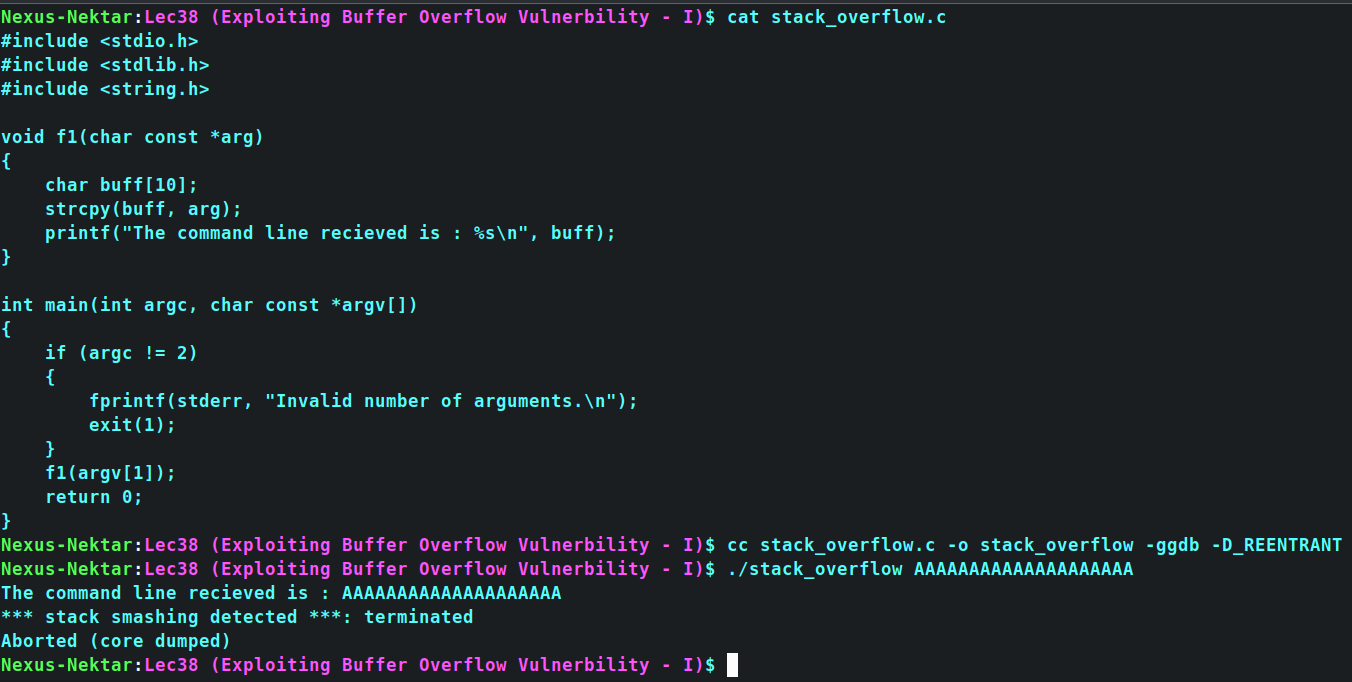 Nexus-Nektar:Lec38 (Exploiting Buffer Overflow Vulnerbility - I)$ cat stack_overflow.c
#include <stdio.h>
#include <stdlib.h>
#include <string.h>

void f1(char const *arg)
{
    char buff[10];
    strcpy(buff, arg);
    printf("The command line recieved is : %s\n", buff);
}

int main(int argc, char const *argv[])
{
    if (argc != 2)
    {
        fprintf(stderr, "Invalid number of arguments.\n");
        exit(1);
    }
    f1(argv[1]);
    return 0;
}
Nexus-Nektar:Lec38 (Exploiting Buffer Overflow Vulnerbility - I)$ cc stack_overflow.c -o stack_overflow -ggdb -D_REENTRANT
Nexus-Nektar:Lec38 (Exploiting Buffer Overflow Vulnerbility - I)$ ./stack_overflow AAAAAAAAAAAAAAAAAAAA
The command line recieved is : AAAAAAAAAAAAAAAAAAAA
*** stack smashing detected ***: terminated
Aborted (core dumped)
Nexus-Nektar:Lec38 (Exploiting Buffer Overflow Vulnerbility - I)$